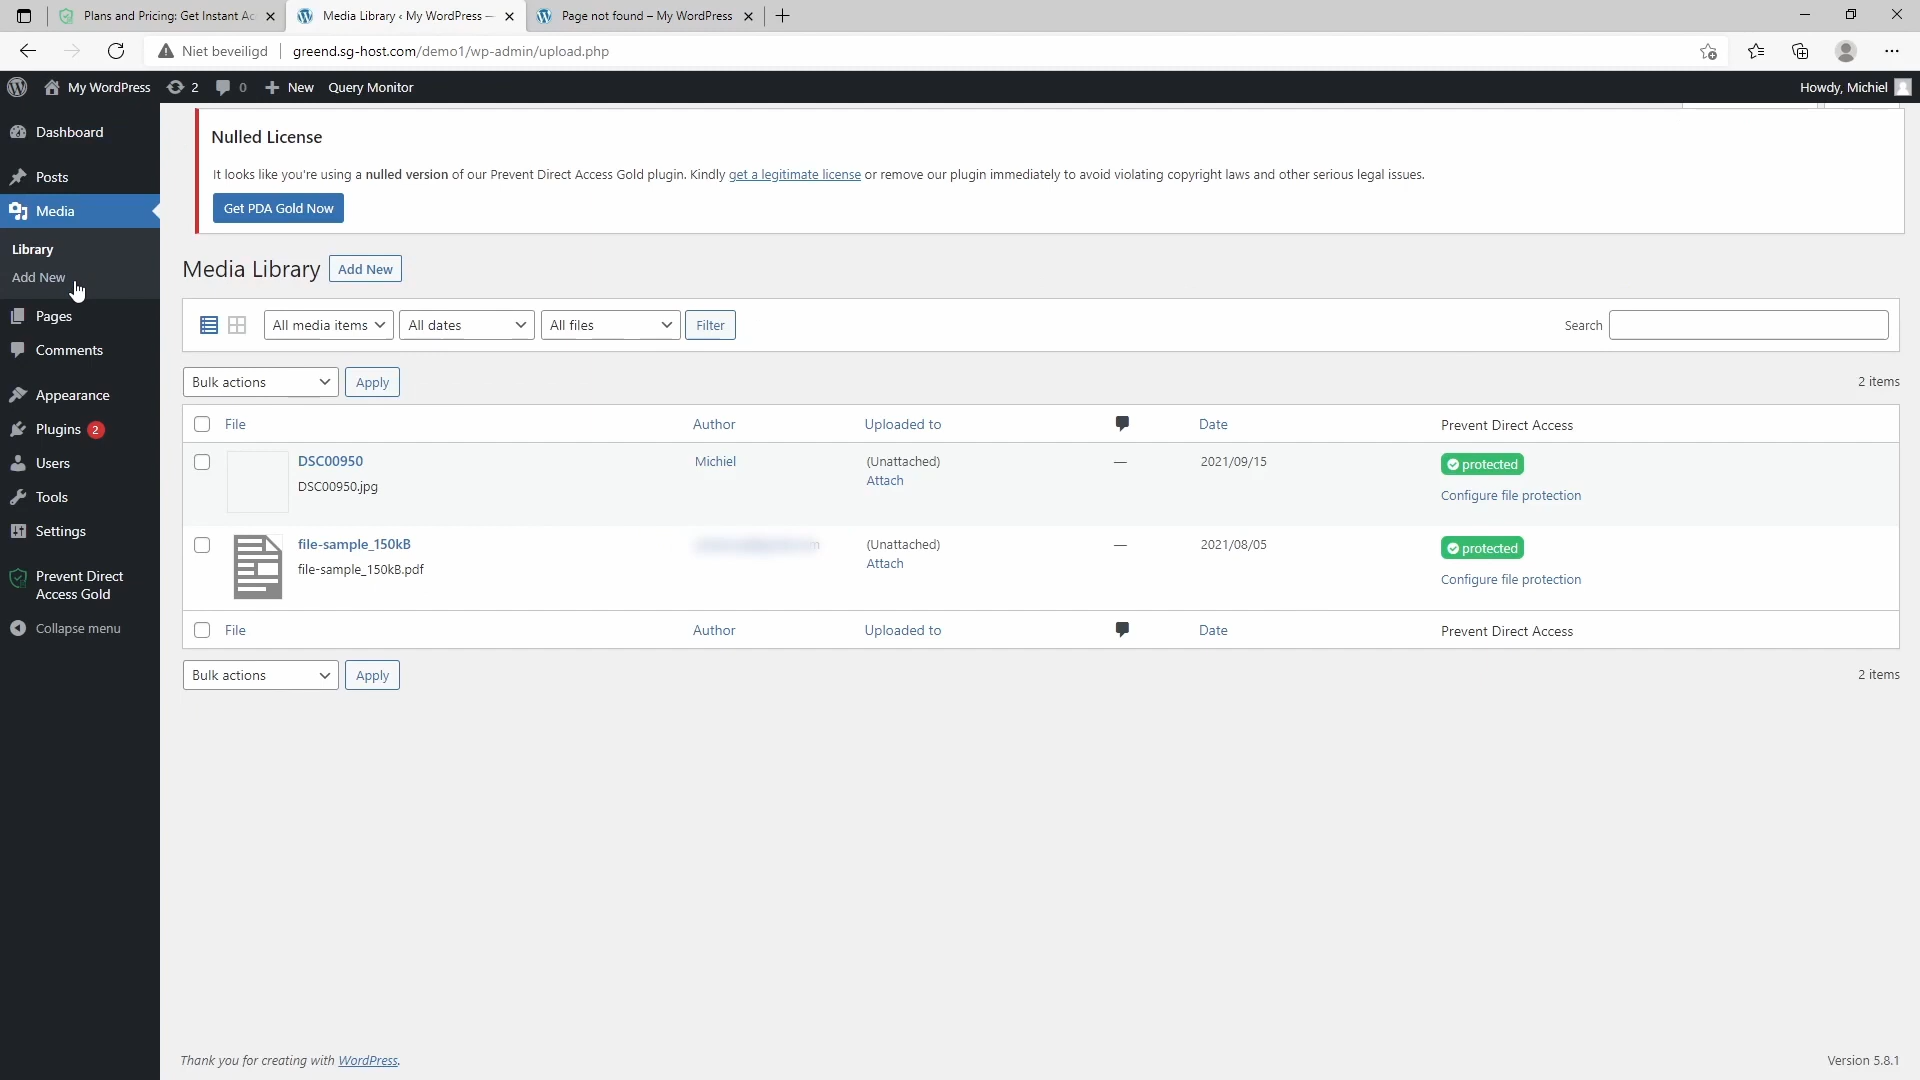 Plans and Pricing: Get Instant Ac
Media Library ‹ My WordPress —
Page not found – My WordPress
Niet beveiligd
greend.sg-host.com/demo1/wp-admin/upload.php
My WordPress
2
0
New
Query Monitor
Howdy, Michiel
Dashboard
Posts
Media
Library
Add New
Pages
Comments
Appearance
Plugins 2
Users
Tools
Settings
Prevent Direct
Access Gold
Collapse menu
Nulled License
It looks like you're using a nulled version of our Prevent Direct Access Gold plugin. Kindly get a legitimate license or remove our plugin immediately to avoid violating copyright laws and other serious legal issues.
Get PDA Gold Now
Media Library Add New
All media items All dates All files Filter
Search
Bulk actions Apply
2 items
File Author Uploaded to Date Prevent Direct Access
DSC00950 Michiel (Unattached) — 2021/09/15 protected
DSC00950.jpg Attach
Configure file protection
file-sample_150kB (Unattached) — 2021/08/05 protected
file-sample_150kB.pdf Attach
Configure file protection
File Author Uploaded to Date Prevent Direct Access
Bulk actions Apply
2 items
Thank you for creating with WordPress.
Version 5.8.1